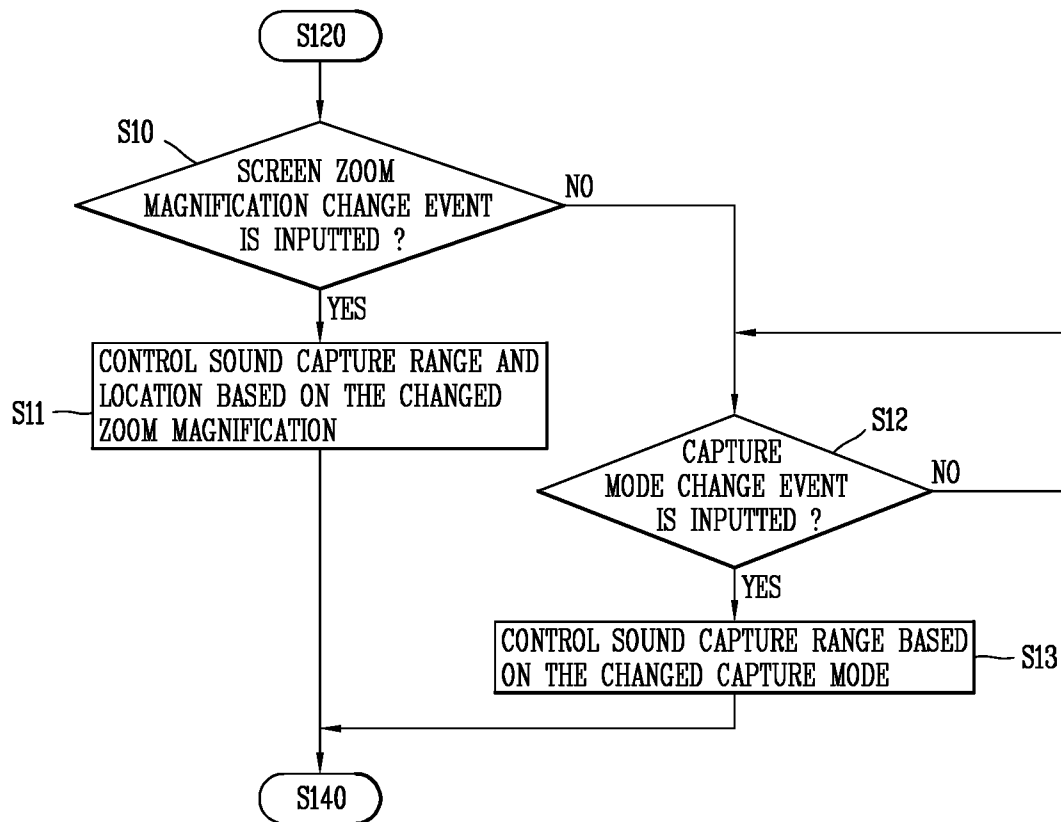 S120
S10
SCREEN ZOOM
MAGNIFICATION CHANGE EVENT
IS INPUTTED ?
NO
YES
CONTROL SOUND CAPTURE RANGE AND
LOCATION BASED ON THE CHANGED
ZOOM MAGNIFICATION
S11
S12
CAPTURE
MODE CHANGE EVENT
IS INPUTTED ?
NO
YES
CONTROL SOUND CAPTURE RANGE BASED
ON THE CHANGED CAPTURE MODE
S13
S140